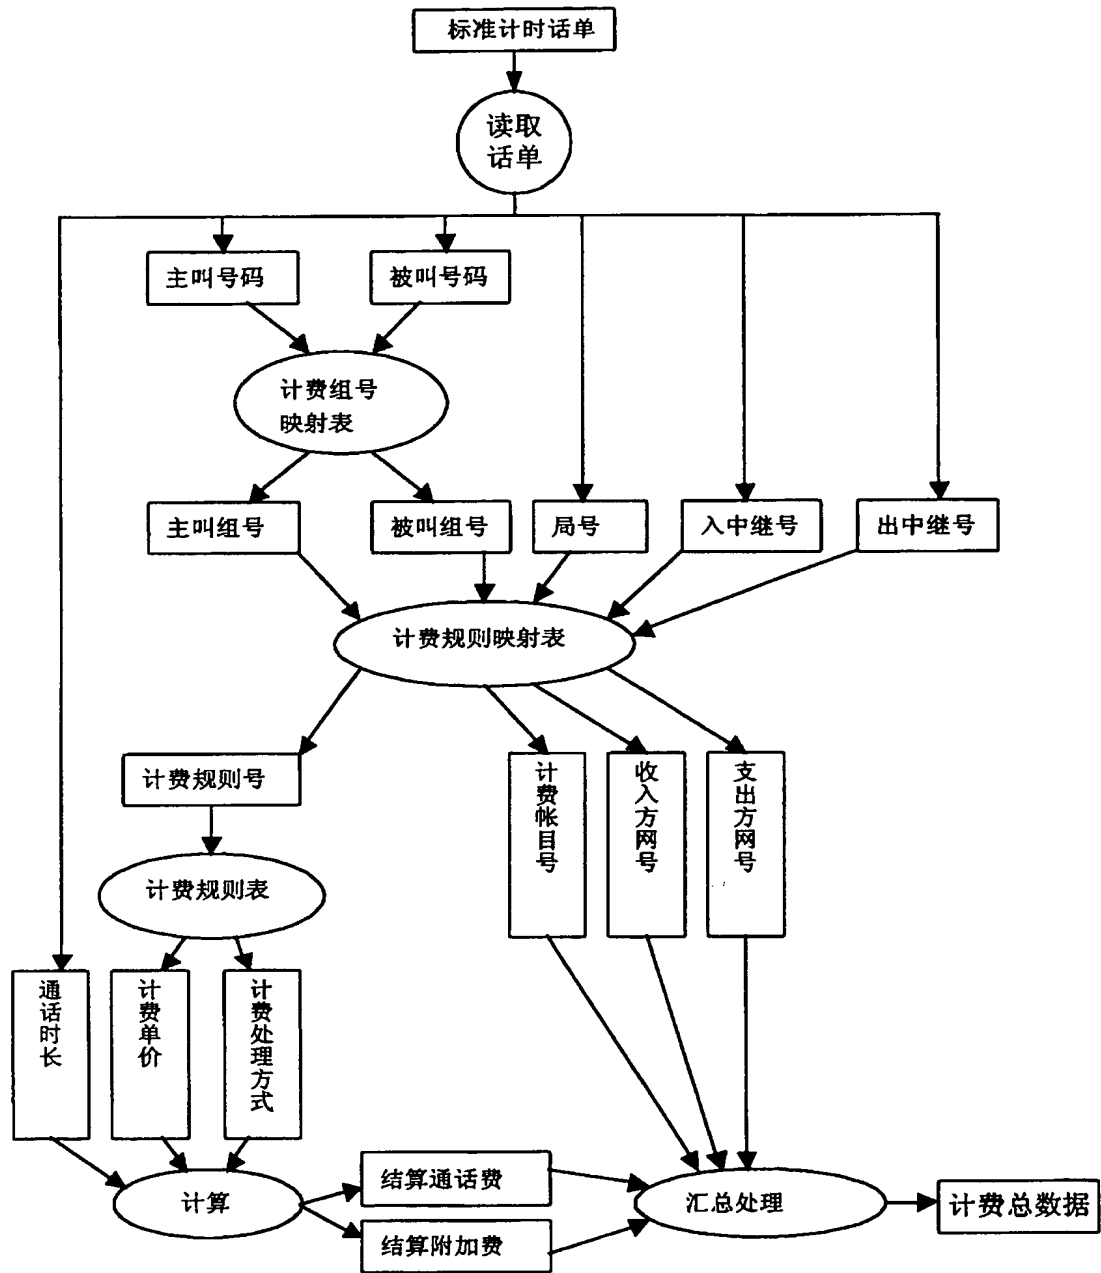 标准计时话单
读取
话单
主叫号码
被叫号码
计费组号
映射表
主叫组号
被叫组号
局号
入中继号
出中继号
计费规则映射表
计费规则号
计费帐目号
收入方网号
支出方网号
计费规则表
通话时长
计费单价
计费处理方式
计算
结算通话费
结算附加费
汇总处理
计费总数据